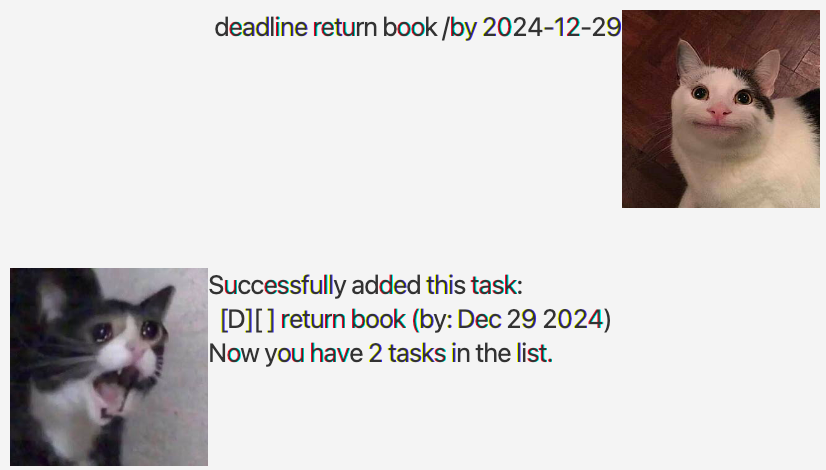 deadline return book /by 2024-12-29
Successfully added this task:
[D][ ] return book (by: Dec 29 2024)
Now you have 2 tasks in the list.